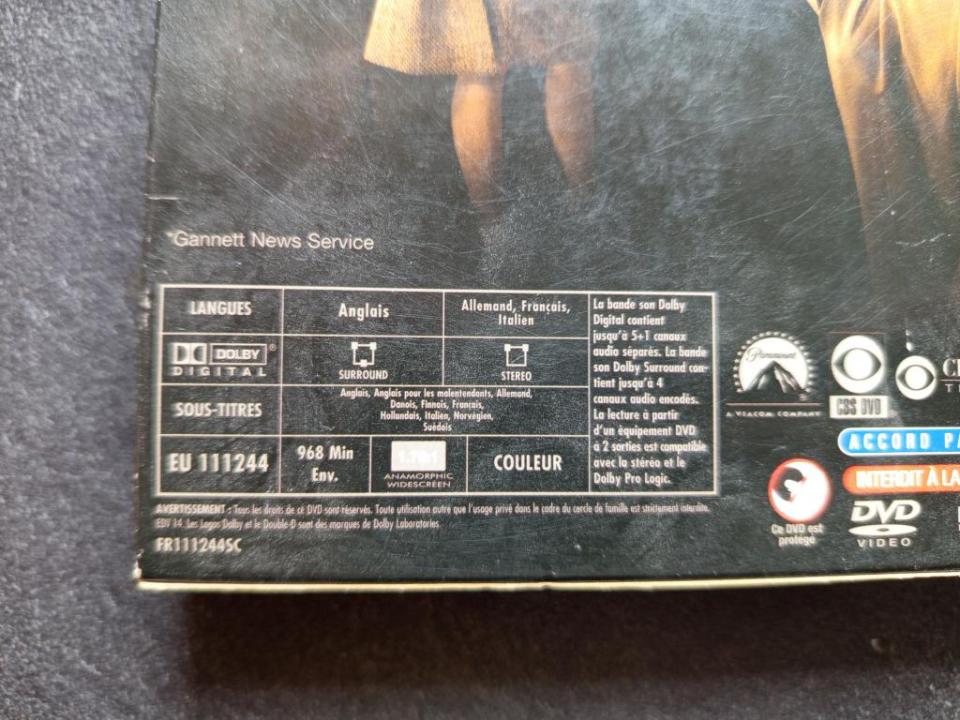 *Gannett News Service
LANGUES
Anglais
Allemand, Français,
Italien
La bande son Dolby
Digital contient
jusqu'à 5+1 canaux
audio séparés. La bande
son Dolby Surround con-
tient jusqu'à 4
canaux audio encodés.
La lecture à partir
d'un équipement DVD
à 2 sorties est compatible
avec la stéréo et le
Dolby Pro Logic.
DOLBY®
DIGITAL
SURROUND
STEREO
SOUS-TITRES
Anglais, Anglais pour les malentendants, Allemand,
Danois, Finnois, Français,
Hollandais, Italien, Norvégien,
Suédois
EU 111244
968 Min
Env.
ANAMORPHIC
WIDESCREEN
COULEUR
Paramount
A VIACOM COMPANY
CBS DVD
ACCORD PA
INTERDIT À LA
Ce DVD est
protégé
DVD
VIDEO
AVERTISSEMENT : Tous les droits de ce DVD sont réservés. Toute utilisation autre que l'usage privé dans le cadre du cercle de famille est strictement interdite.
EDV 14. Les Logos Dolby et le Double-D sont des marques de Dolby Laboratories.
FR111244SC